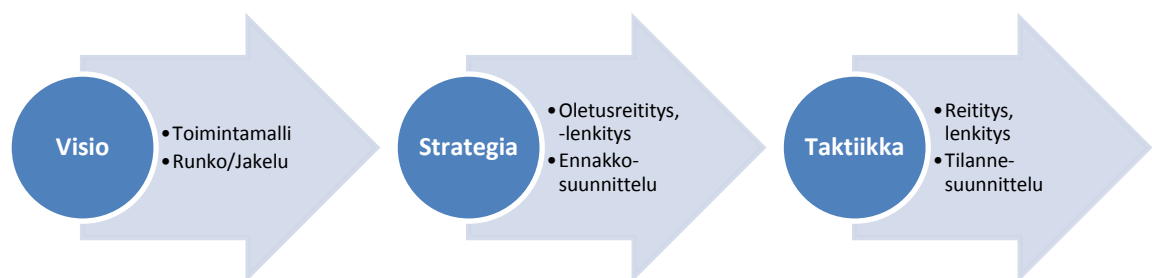 Visio
•Toimintamalli
•Runko/Jakelu
Strategia
•Oletusreititys,
-lenkitys
•Ennakko-
suunnittelu
Taktiikka
•Reititys,
lenkitys
•Tilanne-
suunnittelu